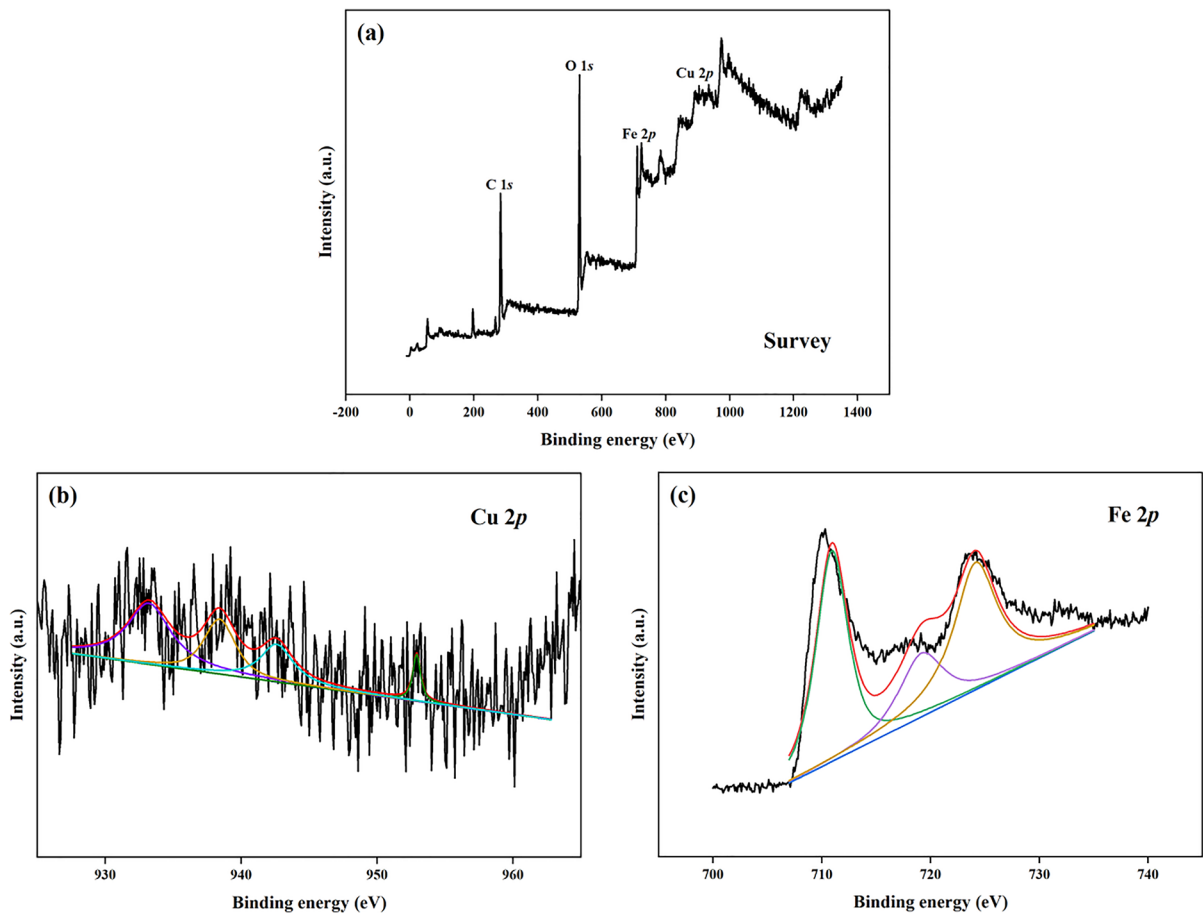 (a)
O 1s
Cu 2p
Fe 2p
C 1s
Intensity (a.u.)
Survey
-200 0 200 400 600 800 1000 1200 1400
Binding energy (eV)
(b)
Cu 2p
Intensity (a.u.)
930 940 950 960
Binding energy (eV)
(c)
Fe 2p
Intensity (a.u.)
700 710 720 730 740
Binding energy (eV)